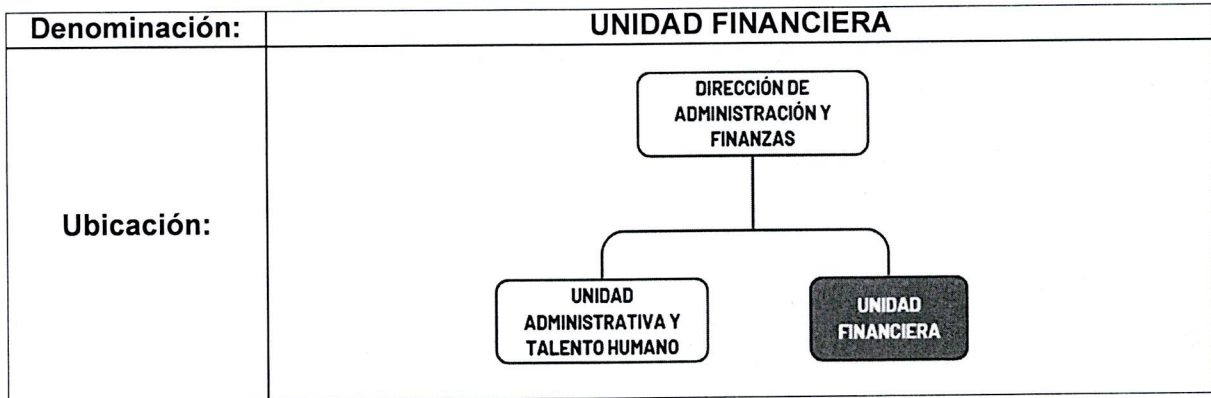 Denominación:
UNIDAD FINANCIERA
Ubicación:
DIRECCIÓN DE
ADMINISTRACIÓN Y
FINANZAS
UNIDAD
ADMINISTRATIVA Y
TALENTO HUMANO
UNIDAD
FINANCIERA